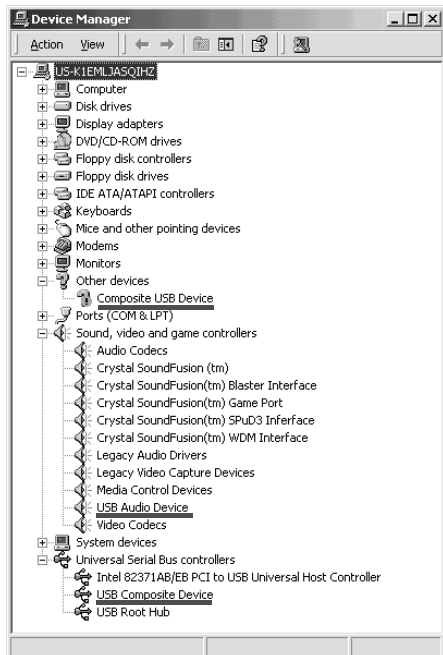 Device Manager
Action View
US-K1EMLJASQIHZ
Computer
Disk drives
Display adapters
DVD/CD-ROM drives
Floppy disk controllers
Floppy disk drives
IDE ATA/ATAPI controllers
Keyboards
Mice and other pointing devices
Modems
Monitors
Other devices
Composite USB Device
Ports (COM & LPT)
Sound, video and game controllers
Audio Codecs
Crystal SoundFusion (tm)
Crystal SoundFusion(tm) Blaster Interface
Crystal SoundFusion(tm) Game Port
Crystal SoundFusion(tm) SPuD3 Inferface
Crystal SoundFusion(tm) WDM Interface
Legacy Audio Drivers
Legacy Video Capture Devices
Media Control Devices
USB Audio Device
Video Codecs
System devices
Universal Serial Bus controllers
Intel 82371AB/EB PCI to USB Universal Host Controller
USB Composite Device
USB Root Hub